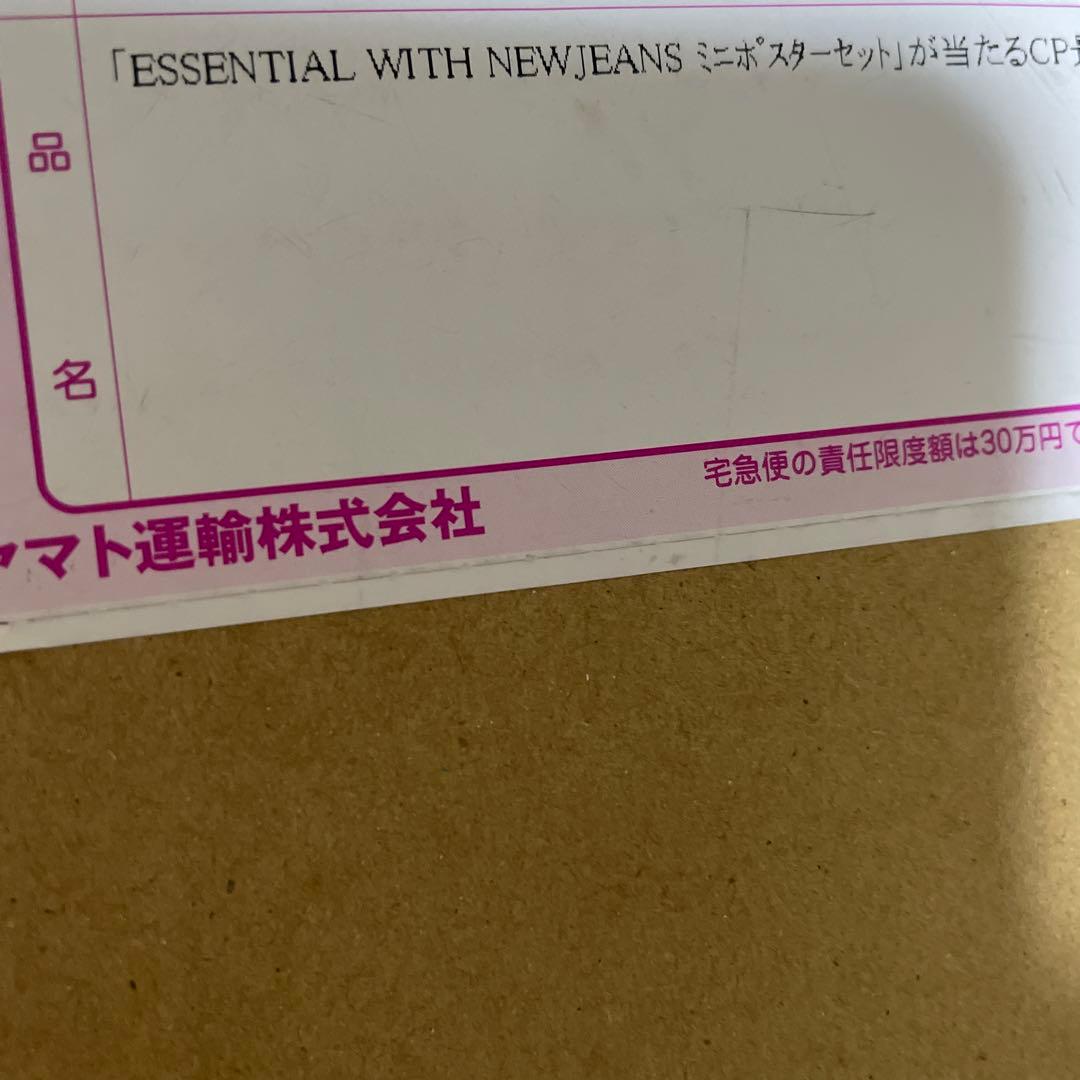 「ESSENTIAL WITH NEWJEANS ミニポスターセット」が当たるCP
品
名
宅急便の責任限度額は30万円で
ヤマト運輸株式会社